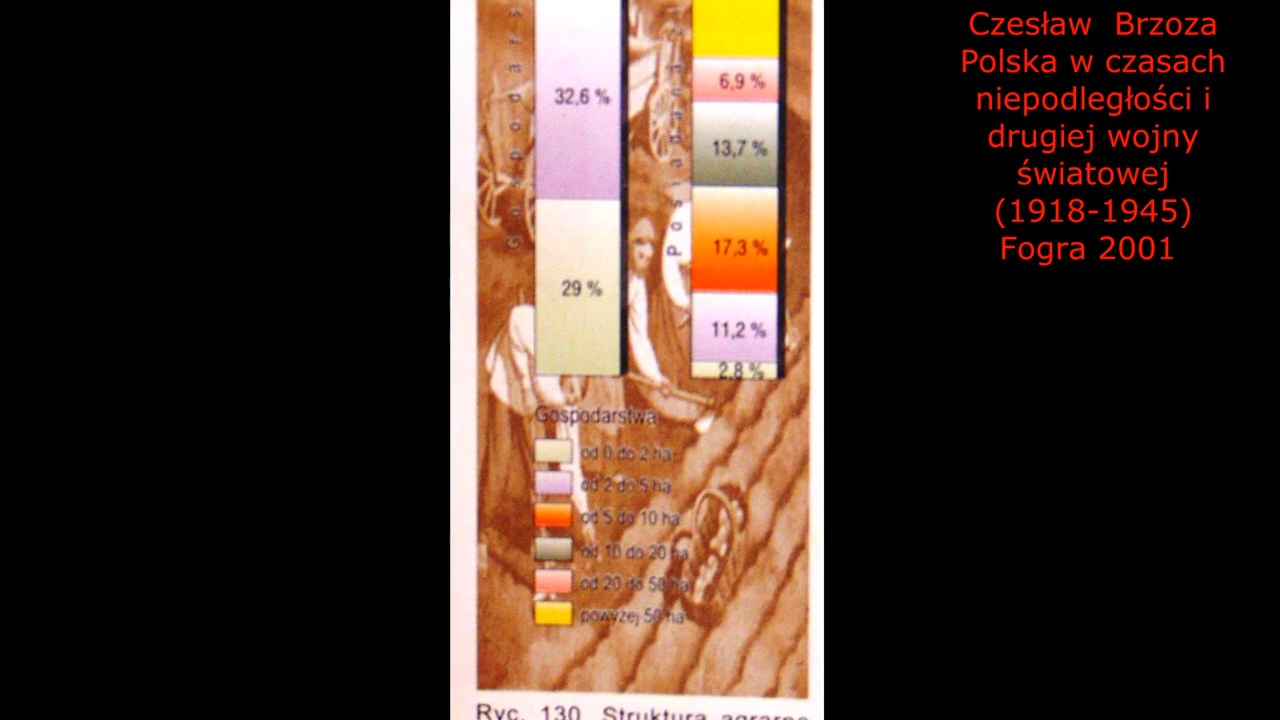 Czesław Brzoza
Polska w czasach
niepodległości i
drugiej wojny
światowej
(1918-1945)
Fogra 2001
32,6 %
29 %
6,9 %
13,7 %
17,3 %
11,2 %
2,8 %
Gospodarstwa
od 0 do 2 ha
od 2 do 5 ha
od 5 do 10 ha
od 10 do 20 ha
od 20 do 50 ha
powyżej 50 ha
Ryc. 130. Struktura